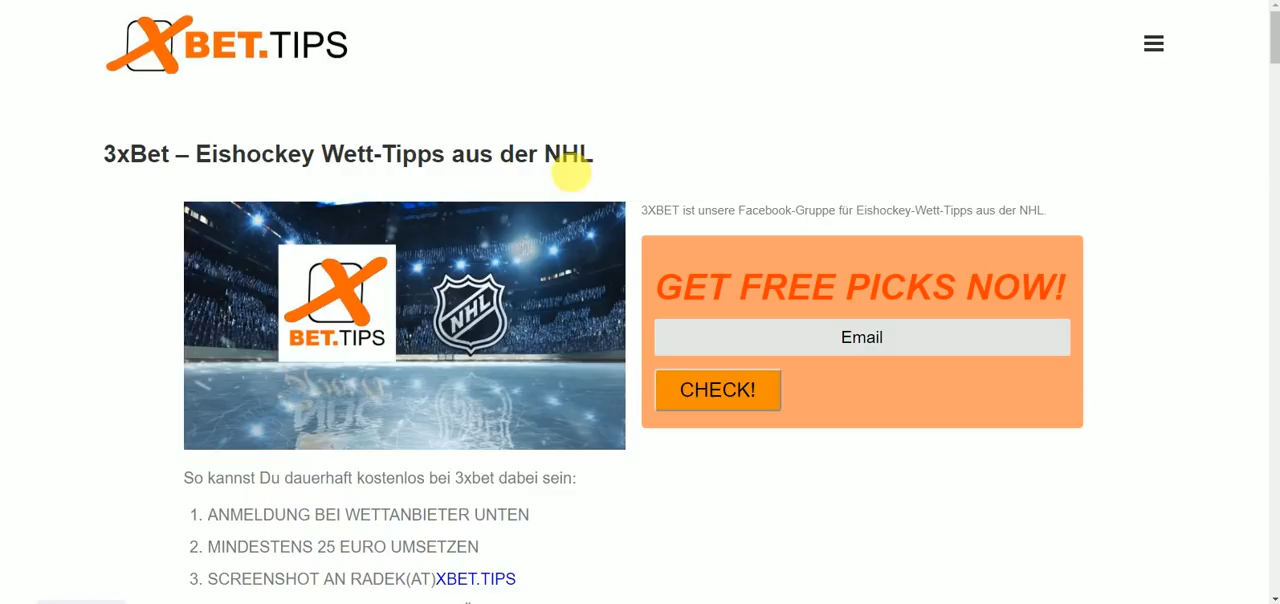 XBET.TIPS
3xBet – Eishockey Wett-Tipps aus der NHL
3XBET ist unsere Facebook-Gruppe für Eishockey-Wett-Tipps aus der NHL.
GET FREE PICKS NOW!
Email
CHECK!
X
BET.TIPS
NHL
So kannst Du dauerhaft kostenlos bei 3xbet dabei sein:
1. ANMELDUNG BEI WETTANBIETER UNTEN
2. MINDESTENS 25 EURO UMSETZEN
3. SCREENSHOT AN RADEK(AT)XBET.TIPS